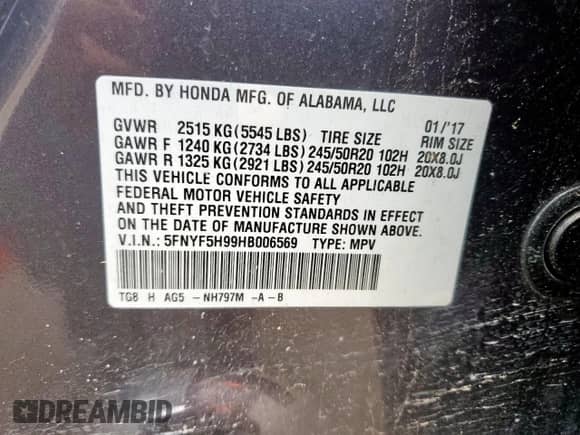 MFD. BY HONDA MFG. OF ALABAMA, LLC
01/'17
GVWR 2515 KG(5545 LBS) TIRE SIZE RIM SIZE
GAWR F 1240 KG(2734 LBS)245/50R20 102H 20X8.0J
GAWR R 1325 KG(2921 LBS)245/50R20 102H 20X8.0J
THIS VEHICLE CONFORMS TO ALL APPLICABLE
FEDERAL MOTOR VEHICLE SAFETY
AND THEFT PREVENTION STANDARDS IN EFFECT
ON THE DATE OF MANUFACTURE SHOWN ABOVE.
V.I.N.: 5FNYF5H99HB006569 TYPE: MPV
TG8 H AG5 - NH797M -A-B
DREAMBID